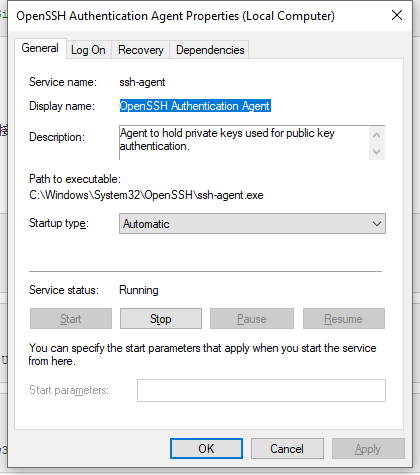 OpenSSH Authentication Agent Properties (Local Computer)
General Log On Recovery Dependencies
Service name: ssh-agent
Display name: OpenSSH Authentication Agent
Description: Agent to hold private keys used for public key
authentication.
Path to executable:
C:\Windows\System32\OpenSSH\ssh-agent.exe
Startup type: Automatic
Service status: Running
Start Stop Pause Resume
You can specify the start parameters that apply when you start the service
from here.
Start parameters:
OK Cancel Apply